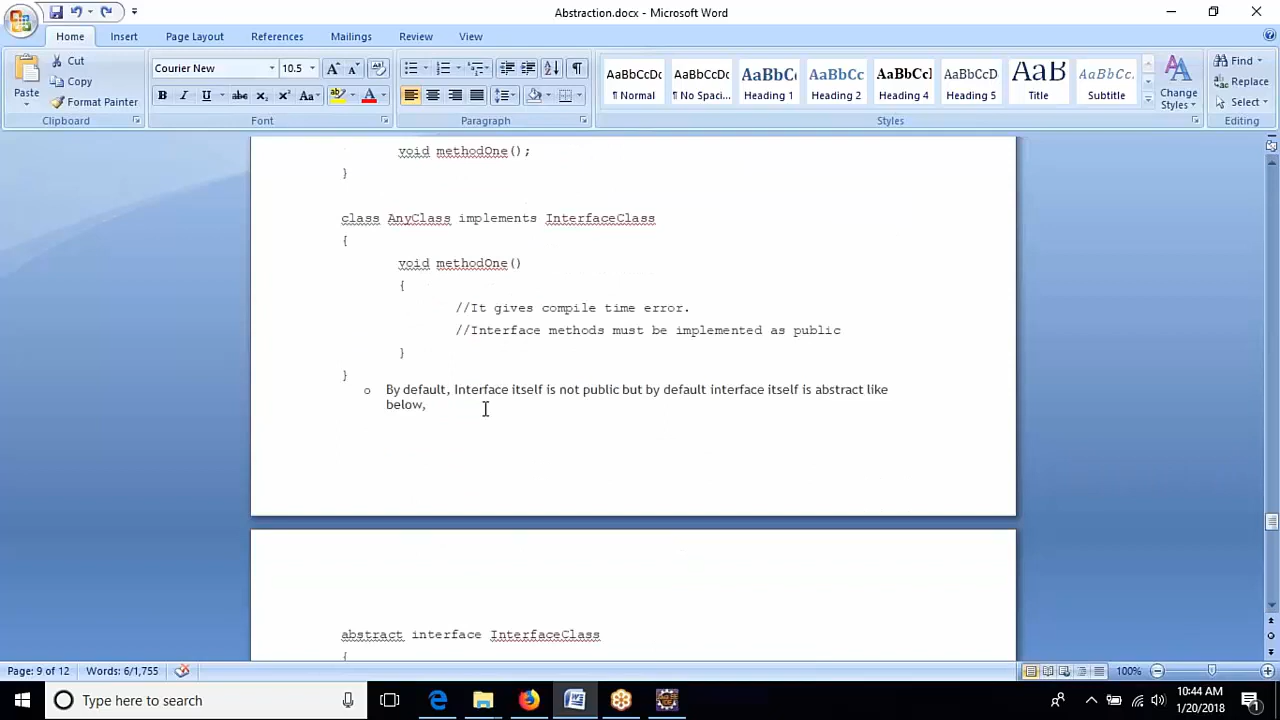 Abstraction.docx - Microsoft Word
Home Insert Page Layout References Mailings Review View
Paste
Cut
Copy
Format Painter
Clipboard
Courier New 10.5
Font
Paragraph
AaBbCcDc AaBbCcDc AaBbC AaBbCc AaBbCcI AaBbCcD AaB AaBbCcL
¶ Normal ¶ No Spaci... Heading 1 Heading 2 Heading 4 Heading 5 Title Subtitle
Change Styles
Styles
Find
Replace
Select
Editing
void methodOne();
}
class AnyClass implements InterfaceClass
{
void methodOne()
{
//It gives compile time error.
//Interface methods must be implemented as public
}
}
o By default, Interface itself is not public but by default interface itself is abstract like
below,
abstract interface InterfaceClass
{
Page: 9 of 12 Words: 6/1,755 100%
Type here to search
10:44 AM
1/20/2018